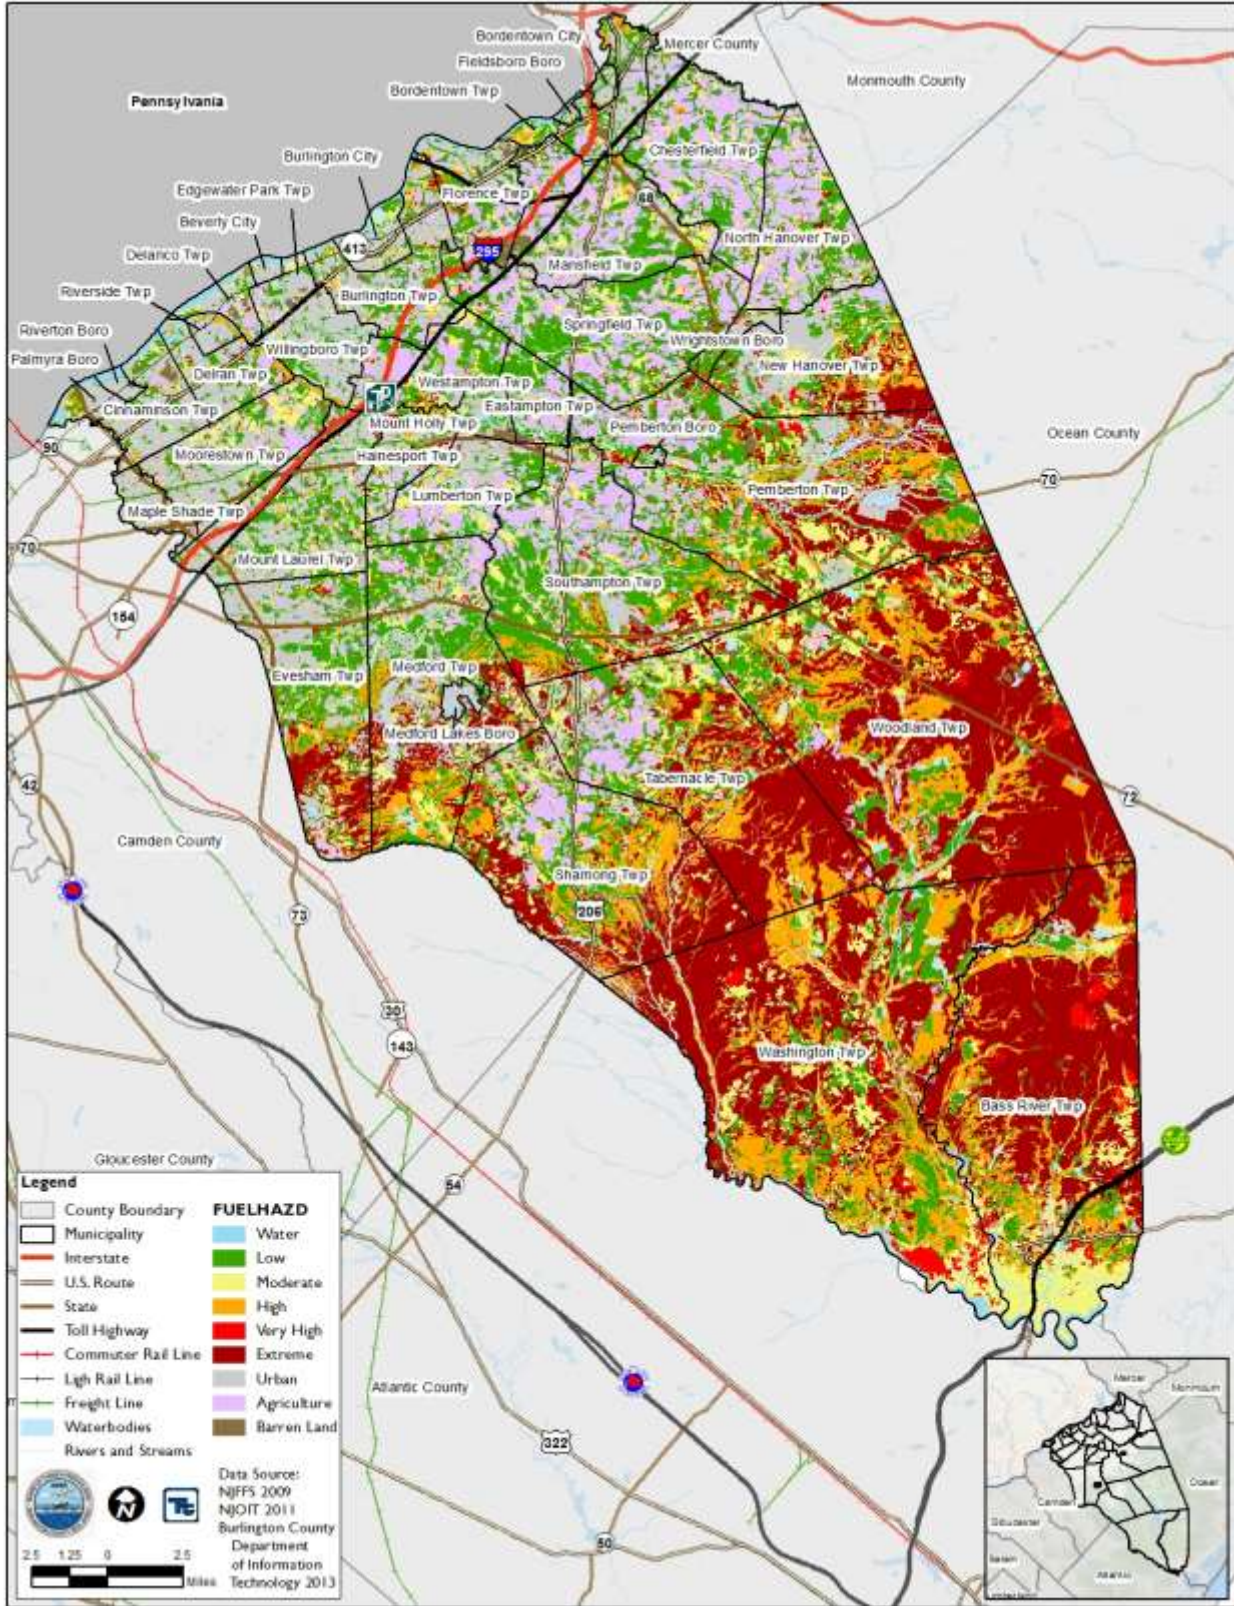 Bordentown City
Mercer County
Fieldsboro Boro
Monmouth County
Bordentown Twp
Pennsylvania
Chesterfield Twp
Burlington City
Edgewater Park Twp
Florence Twp
68
Beverly City
North Hanover Twp
413
295
Delanco Twp
Mansfield Twp
Riverside Twp
Burlington Twp
Springfield Twp
Riverton Boro
Wrightstown Boro
Willingboro Twp
Palmyra Boro
New Hanover Twp
Delran Twp
Westampton Twp
Cinnaminson Twp
Eastampton Twp
Mount Holly Twp
Pemberton Boro
Ocean County
90
Moorestown Twp
Hainesport Twp
70
Pemberton Twp
Lumberton Twp
Maple Shade Twp
70
Mount Laurel Twp
Southampton Twp
154
Medford Twp
Evesham Twp
Woodland Twp
Medford Lakes Boro
Tabernacle Twp
42
72
Camden County
Shamong Twp
73
206
30
143
Washington Twp
Bass River Twp
Gloucester County
54
Legend
County Boundary
Municipality
Interstate
U.S. Route
State
Toll Highway
Commuter Rail Line
Ligh Rail Line
Freight Line
Waterbodies
Rivers and Streams
FUELHAZD
Water
Low
Moderate
High
Very High
Extreme
Urban
Agriculture
Barren Land
Atlantic County
322
50
N
Data Source:
NJFFS 2009
NJOIT 2011
Burlington County
Department
of Information
Technology 2013
2.5 1.25 0 2.5
Miles
Mercer
Monmouth
Ocean
Camden
Gloucester
Salem
Atlantic